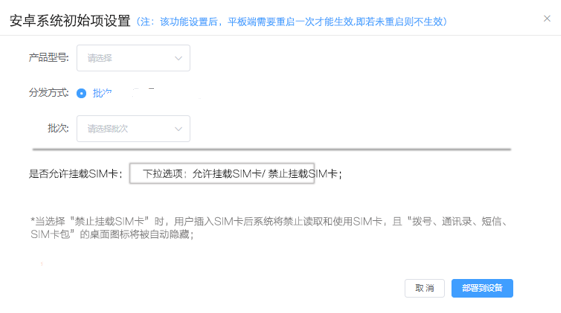 安卓系统初始项设置（注：该功能设置后，平板端需要重启一次才能生效,即若未重启则不生效）
产品型号: 请选择
分发方式: 批次
批次: 请选择批次
是否允许挂载SIM卡： 下拉选项：允许挂载SIM卡/ 禁止挂载SIM卡；
*当选择“禁止挂载SIM卡”时，用户插入SIM卡后系统将禁止读取和使用SIM卡，且“拨号、通讯录、短信、
SIM卡包”的桌面图标将被自动隐藏；
取 消 部署到设备